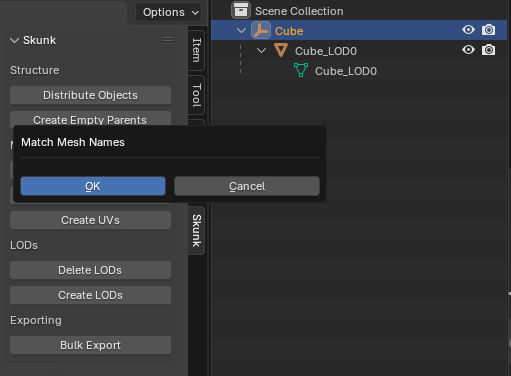 Options
Skunk
Structure
Distribute Objects
Create Empty Parents
Match Mesh Names
OK
Cancel
Create UVs
LODs
Delete LODs
Create LODs
Exporting
Bulk Export
Item
Tool
Skunk
Scene Collection
Cube
Cube_LOD0
Cube_LOD0